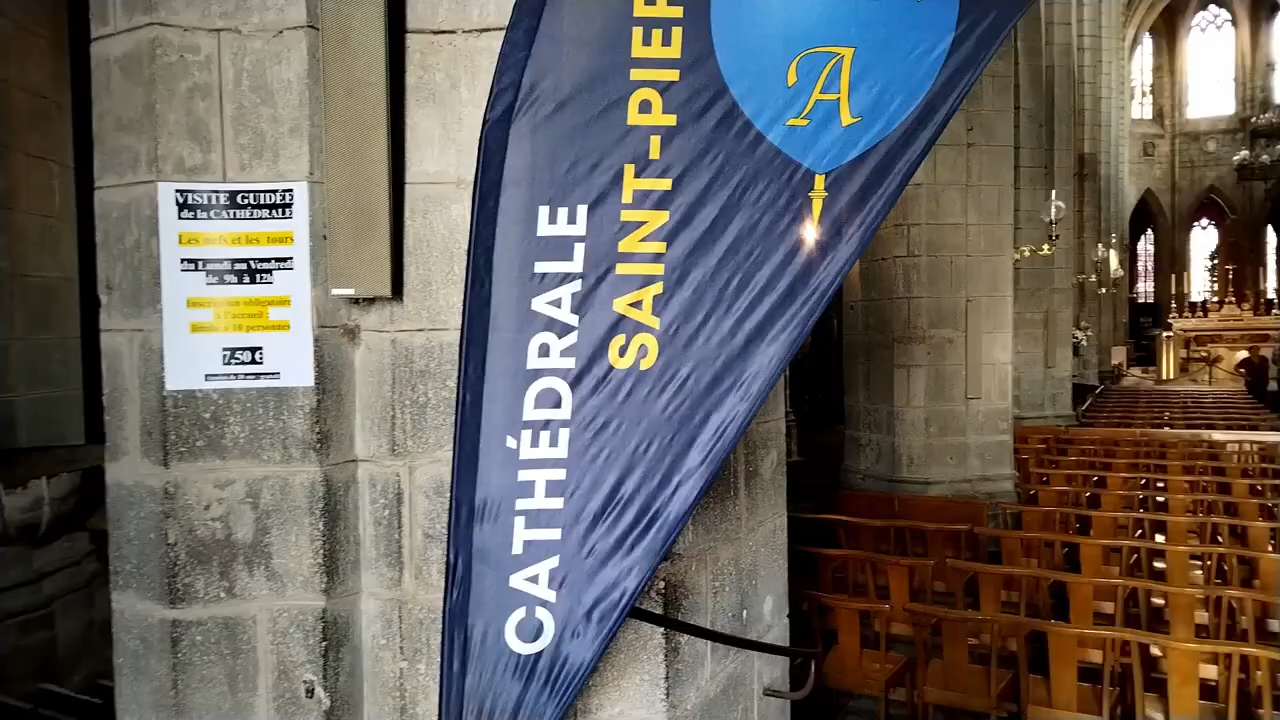 VISITE GUIDÉE
de la CATHÉDRALE
Les nefs et les tours
du Lundi au Vendredi
de 9h à 12h
Inscription obligatoire
à l'accueil :
limité à 10 personnes
7,50 €
CATHÉDRALE
SAINT-PIER
A